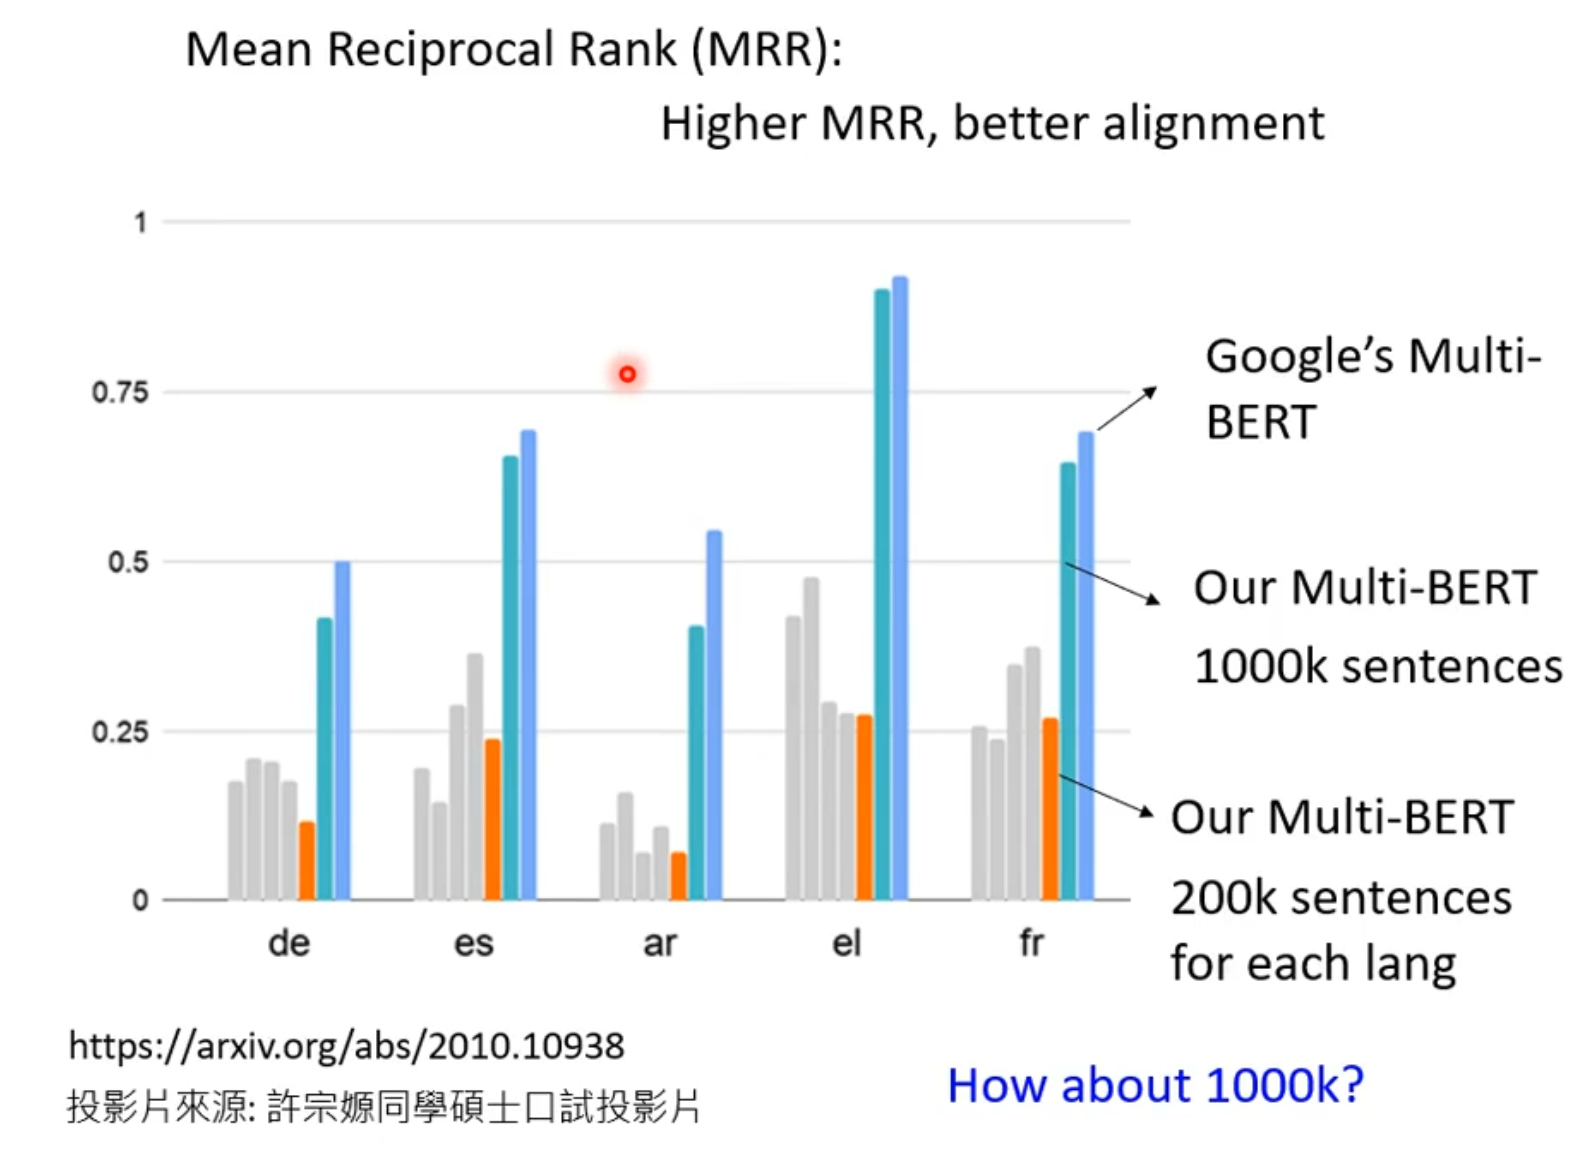 Mean Reciprocal Rank (MRR):
Higher MRR, better alignment
1
0.75
0.5
0.25
0
de
es
ar
el
fr
Google’s Multi-
BERT
Our Multi-BERT
1000k sentences
Our Multi-BERT
200k sentences
for each lang
https://arxiv.org/abs/2010.10938
投影片來源: 許宗嫄同學碩士口試投影片
How about 1000k?